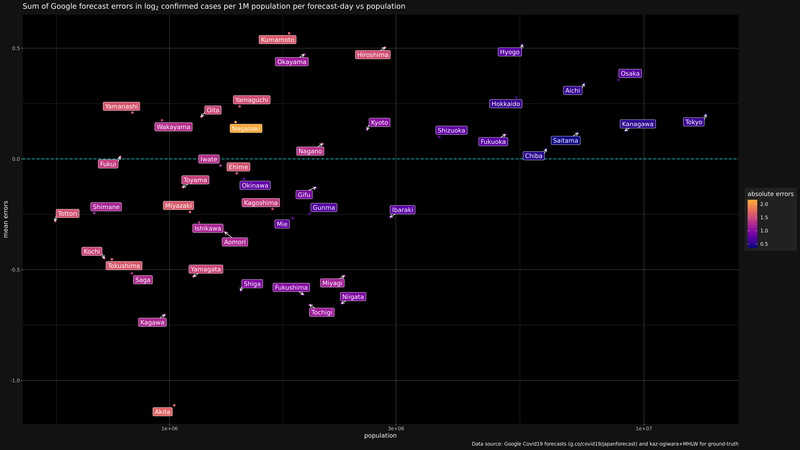 Sum of Google forecast errors in log₂ confirmed cases per 1M population per forecast-day vs population
Kumamoto
Hiroshima
Okayama
Hyogo
Osaka
Aichi
Hokkaido
Yamanashi
Yamaguchi
Oita
Wakayama
Nagasaki
Kyoto
Shizuoka
Fukuoka
Saitama
Kanagawa
Tokyo
Chiba
Nagano
Fukui
Iwate
Ehime
Toyama
Okinawa
Gifu
Tottori
Shimane
Miyazaki
Kagoshima
Gunma
Ibaraki
Ishikawa
Mie
Aomori
Kochi
Tokushima
Saga
Yamagata
Shiga
Fukushima
Miyagi
Niigata
Tochigi
Kagawa
Akita
0.5
0.0
-0.5
-1.0
mean errors
1e+06
3e+06
1e+07
population
absolute errors
2.0
1.5
1.0
0.5
Data source: Google Covid19 forecasts (g.co/covid19/japanforecast) and kaz-ogiwara+MHLW for ground-truth